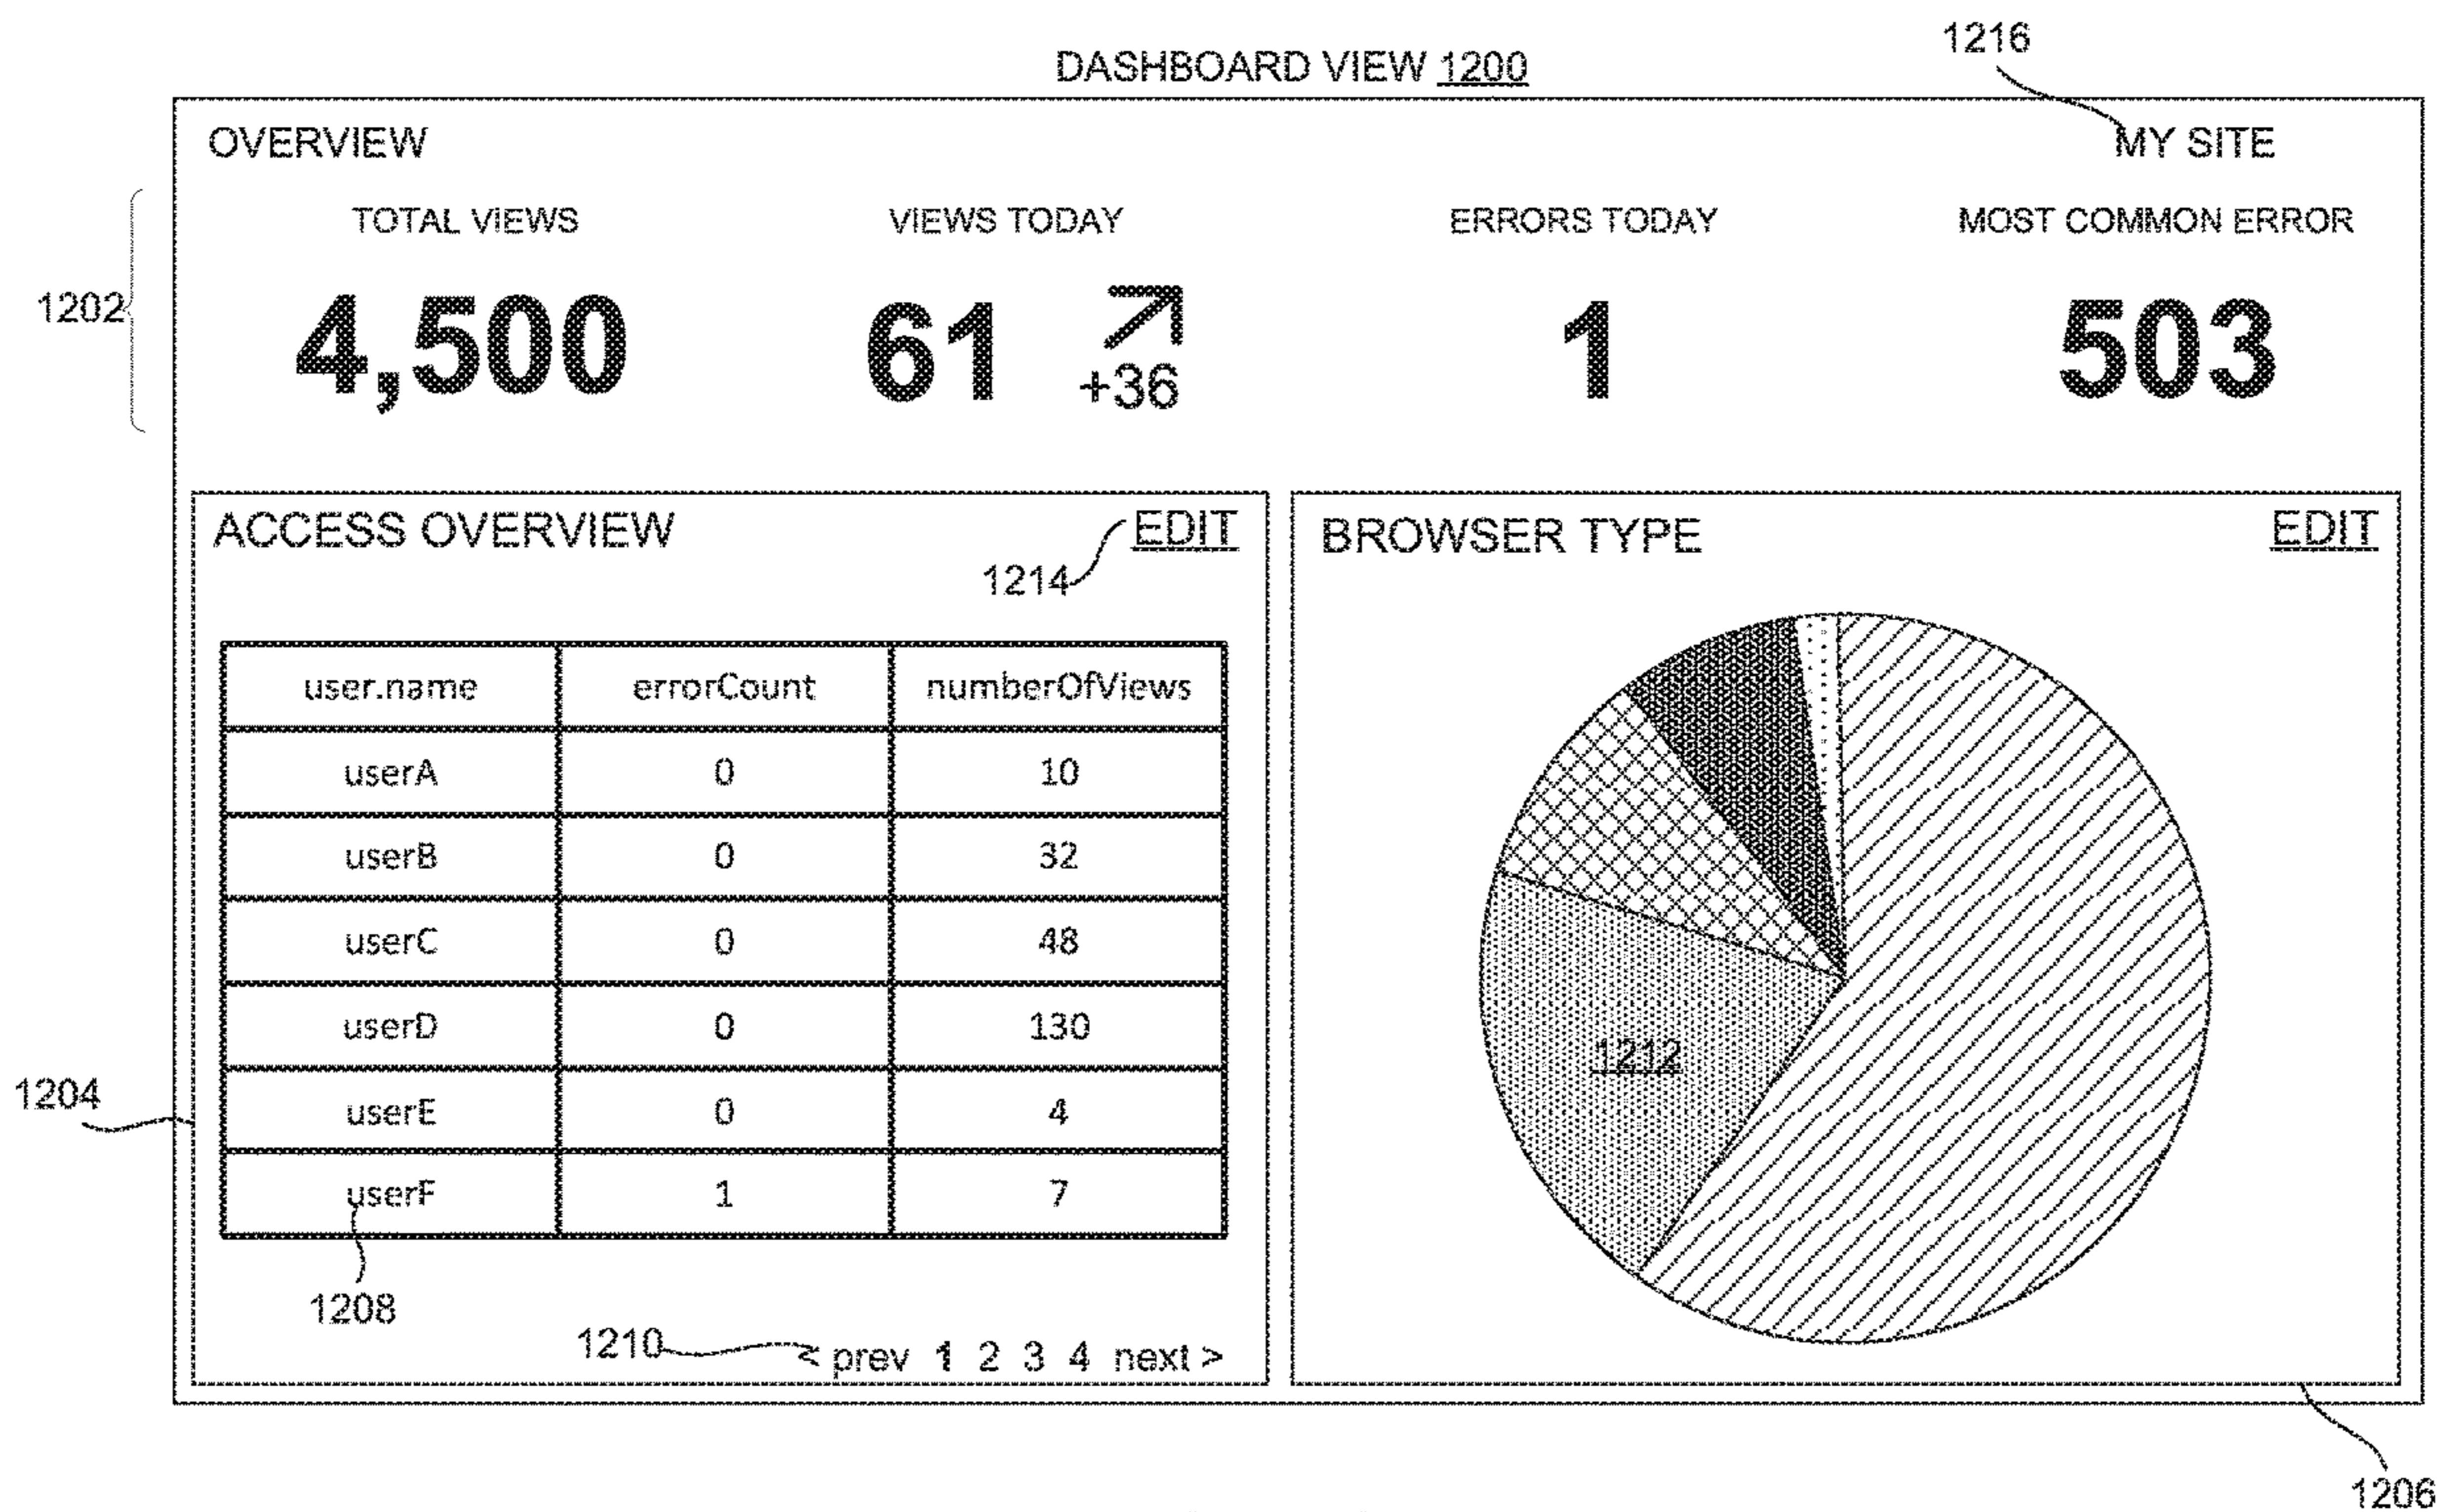 1216
DASHBOARD VIEW 1200
OVERVIEW MY SITE
TOTAL VIEWS VIEWS TODAY ERRORS TODAY MOST COMMON ERROR
1202
4,500 61 +36 1 503
ACCESS OVERVIEW EDIT
1214
user.name errorCount numberOfViews
userA 0 10
userB 0 32
userC 0 48
userD 0 130
userE 0 4
userF 1 7
1204
1208
1210
< prev 1 2 3 4 next >
BROWSER TYPE EDIT
1212
1206